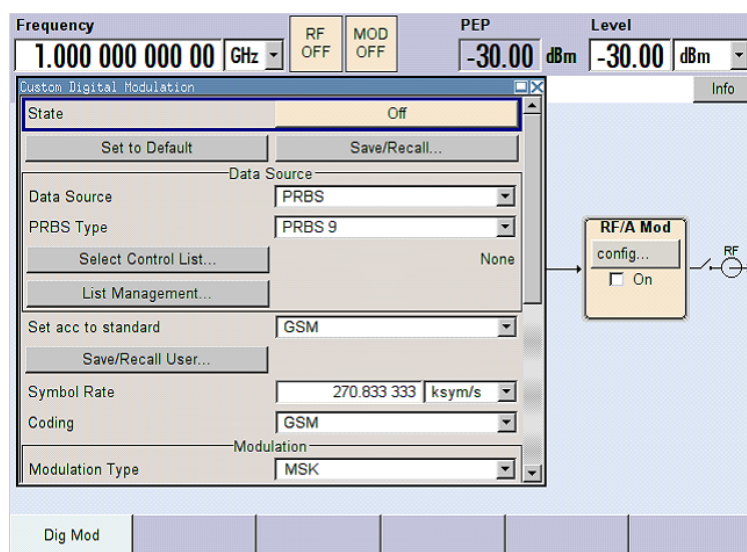 Frequency RF OFF MOD OFF PEP Level
1.000 000 000 00 GHz -30.00 dBm -30.00 dBm
Custom Digital Modulation
Info
State Off
Set to Default Save/Recall...
Data Source
Data Source PRBS
PRBS Type PRBS 9
Select Control List... None
List Management...
Set acc to standard GSM
Save/Recall User...
Symbol Rate 270.833 333 ksym/s
Coding GSM
Modulation
Modulation Type MSK
RF/A Mod
config...
On
RF
Dig Mod